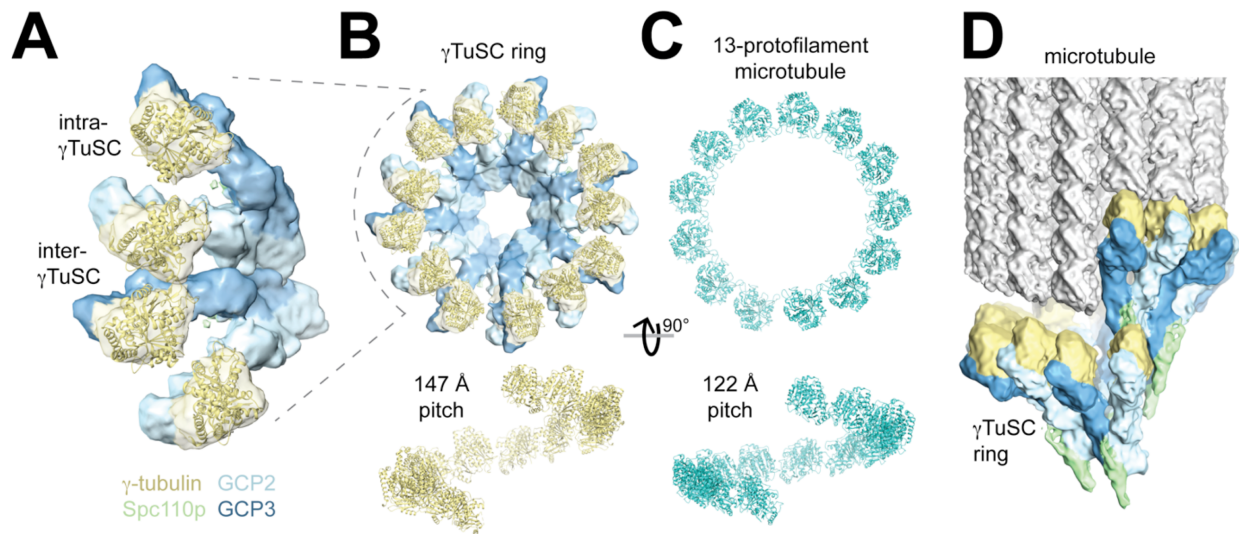 A
intra-
γTuSC
inter-
γTuSC
γ-tubulin GCP2
Spc110p GCP3
B
γTuSC ring
147 Å
pitch
C
13-protofilament
microtubule
90°
122 Å
pitch
D
microtubule
γTuSC
ring